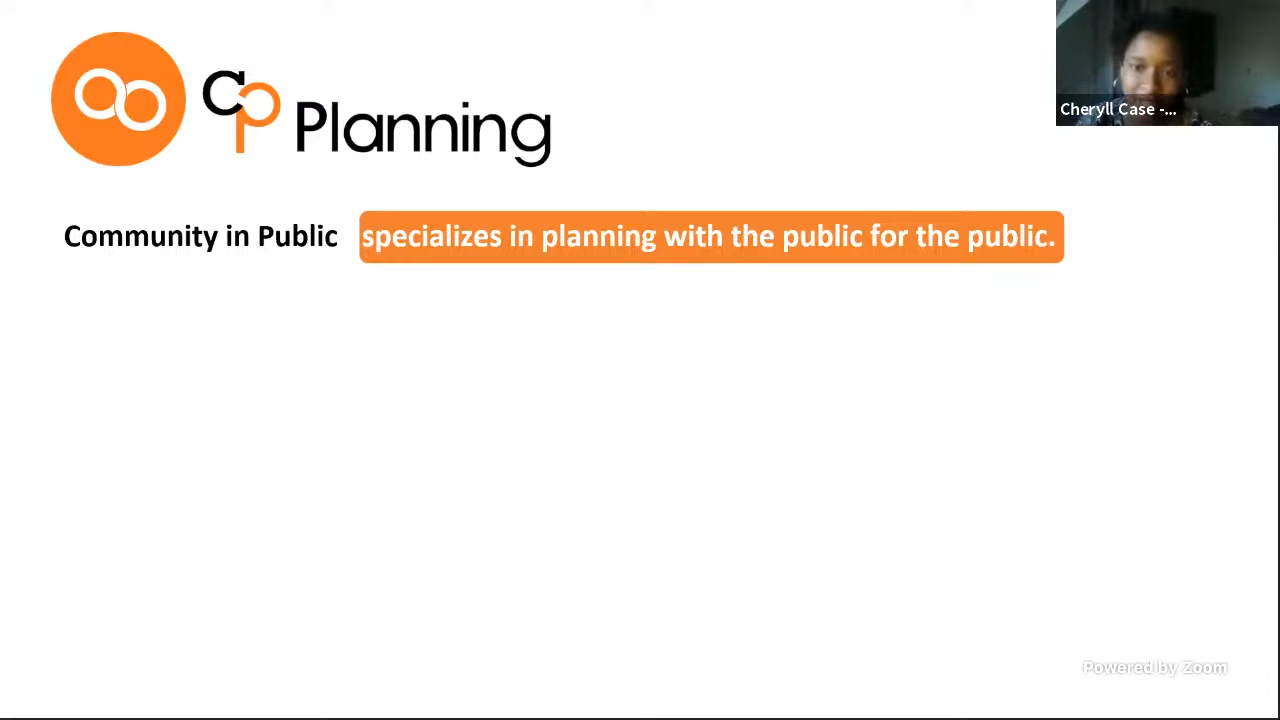 CP Planning
Cheryll Case -...
Community in Public specializes in planning with the public for the public.
Powered by Zoom